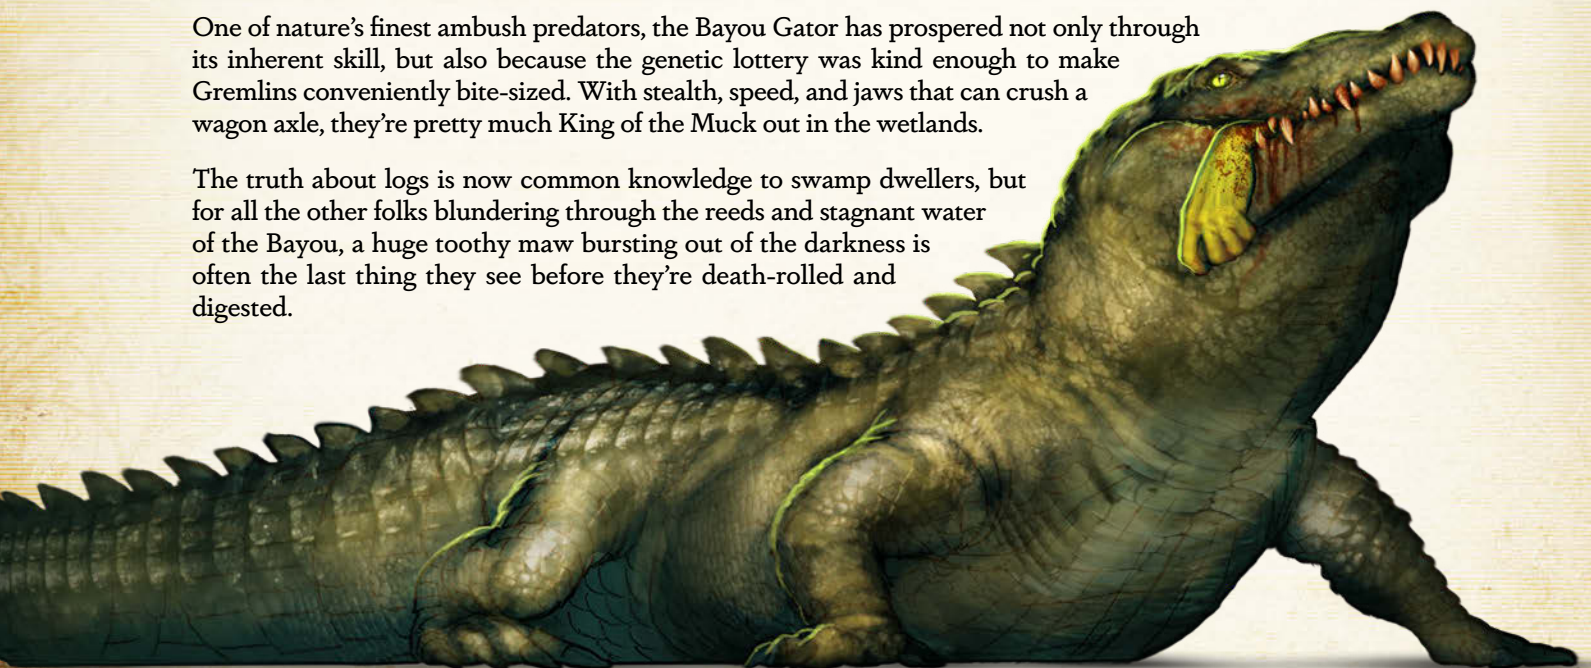 One of nature’s finest ambush predators, the Bayou Gator has prospered not only through
its inherent skill, but also because the genetic lottery was kind enough to make
Gremlins conveniently bite-sized. With stealth, speed, and jaws that can crush a
wagon axle, they’re pretty much King of the Muck out in the wetlands.
The truth about logs is now common knowledge to swamp dwellers, but
for all the other folks blundering through the reeds and stagnant water
of the Bayou, a huge toothy maw bursting out of the darkness is
often the last thing they see before they’re death-rolled and
digested.